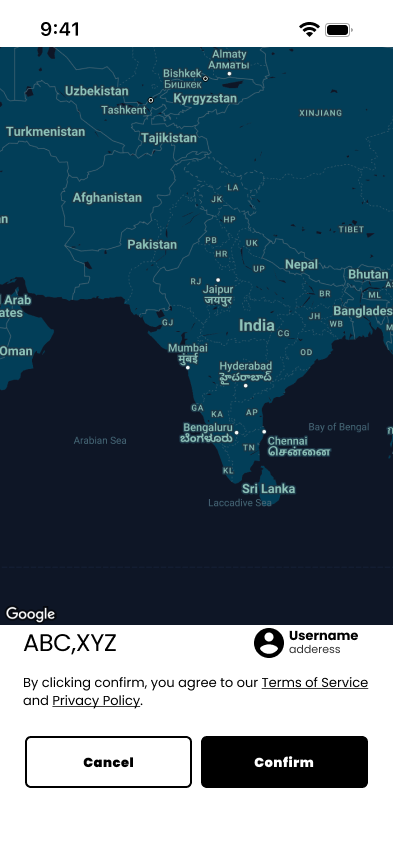 9:41
Almaty
Алматы
Bishkek
Бишкек
Uzbekistan
Kyrgyzstan
Tashkent
XINJIANG
Turkmenistan
Tajikistan
LA
Afghanistan
JK
HP
TIBET
PB
UK
Pakistan
HR
Nepal
UP
Bhutan
RJ
Jaipur
जयपुर
BR
ML
Arab
JH
Banglades
GJ
WB
India
CG
Oman
Mumbai
मुंबई
OD
Hyderabad
హైదరాబాద్
GA
KA
AP
Bengaluru
ಬೆಂಗಳೂರು
Bay of Bengal
Arabian Sea
Chennai
சென்னை
TN
KL
Sri Lanka
Laccadive Sea
Google
ABC,XYZ
Username
adderess
By clicking confirm, you agree to our Terms of Service
and Privacy Policy.
Cancel
Confirm